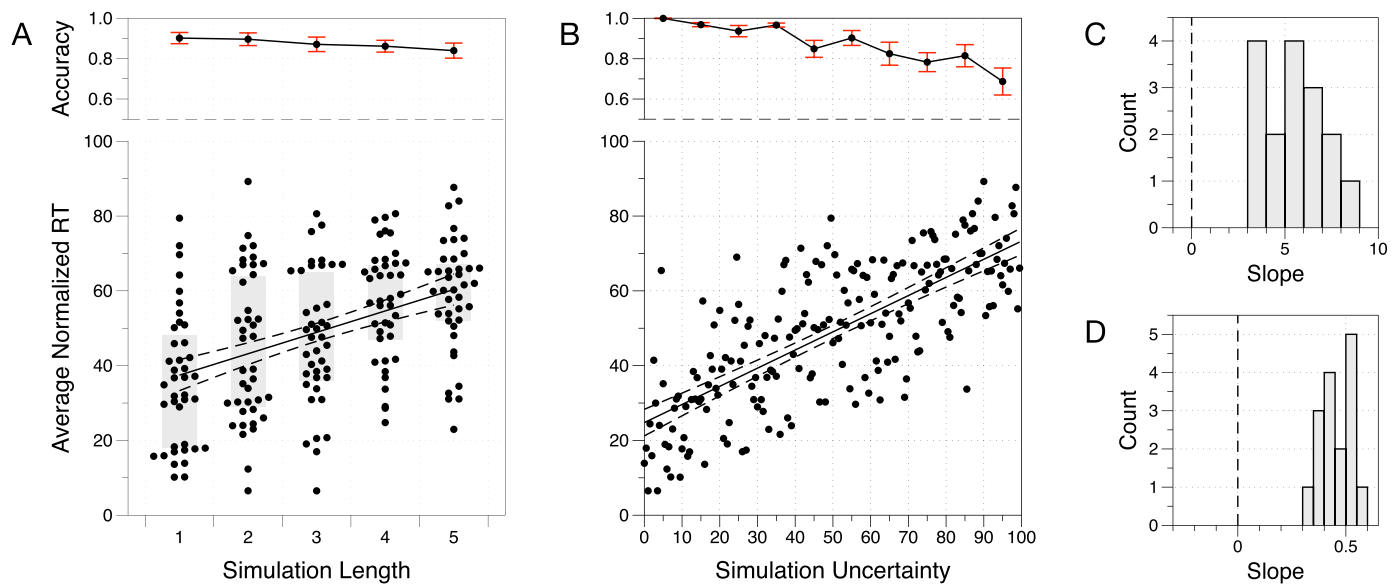 A
Accuracy
1.0
0.8
0.6
Average Normalized RT
100
80
60
40
20
0
1 2 3 4 5
Simulation Length
B
1.0
0.8
0.6
100
80
60
40
20
0
0 10 20 30 40 50 60 70 80 90 100
Simulation Uncertainty
C
Count
4
3
2
1
0
0 5 10
Slope
D
Count
5
4
3
2
1
0
0 0.5
Slope